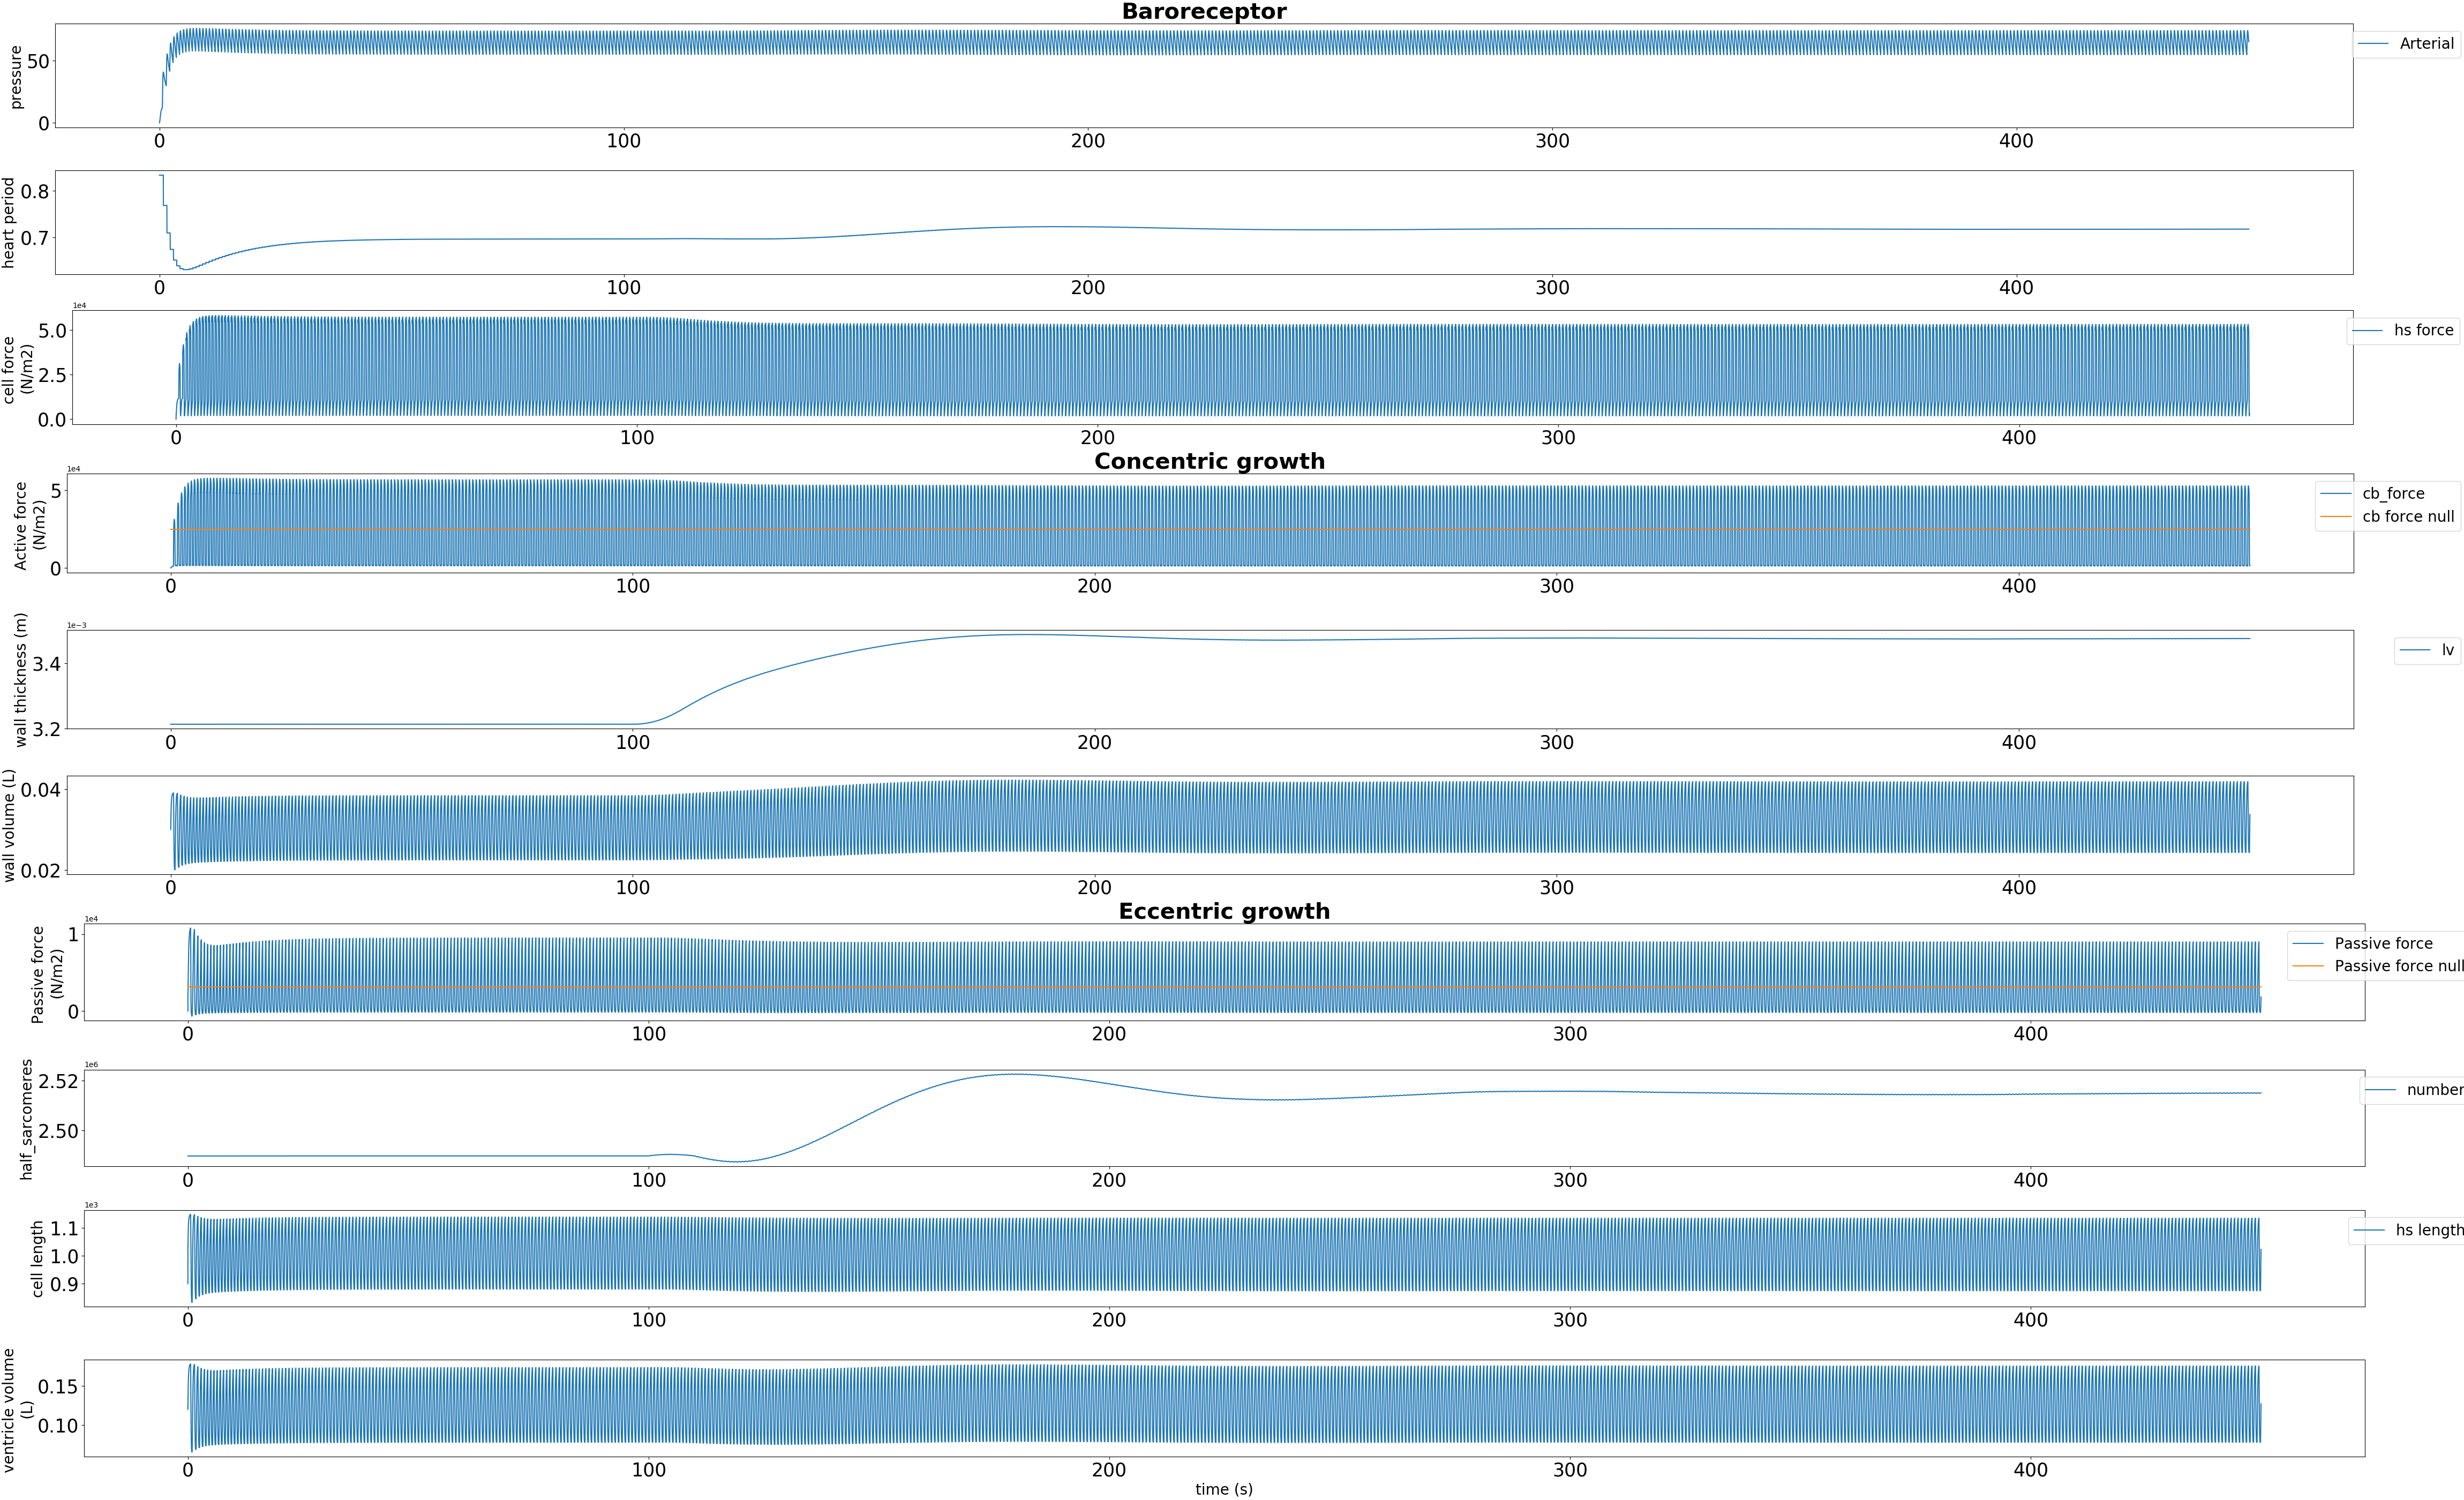 Baroreceptor
pressure
50
0
Arterial
0 100 200 300 400
heart period
0.8
0.7
0 100 200 300 400
1e4
cell force
(N/m2)
5.0
2.5
0.0
hs force
0 100 200 300 400
Concentric growth
1e4
Active force
(N/m2)
5
0
cb_force
cb force null
0 100 200 300 400
1e−3
wall thickness (m)
3.4
3.2
lv
0 100 200 300 400
wall volume (L)
0.04
0.02
0 100 200 300 400
Eccentric growth
1e4
Passive force
(N/m2)
1
0
Passive force
Passive force null
0 100 200 300 400
1e6
half_sarcomeres
2.52
2.50
number
0 100 200 300 400
1e3
cell length
1.1
1.0
0.9
hs length
0 100 200 300 400
ventricle volume
(L)
0.15
0.10
0 100 200 300 400
time (s)